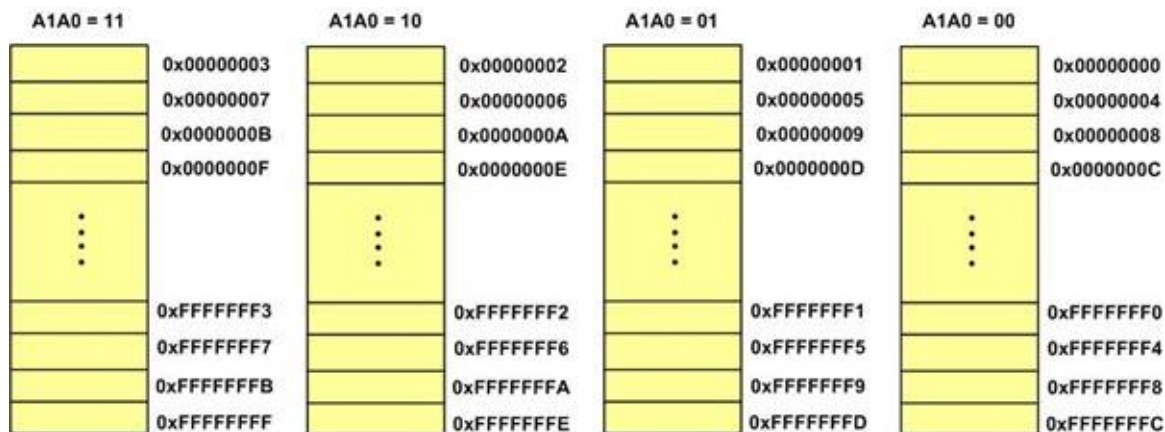 A1A0 = 11 A1A0 = 10 A1A0 = 01 A1A0 = 00
0x00000003 0x00000002 0x00000001 0x00000000
0x00000007 0x00000006 0x00000005 0x00000004
0x0000000B 0x0000000A 0x00000009 0x00000008
0x0000000F 0x0000000E 0x0000000D 0x0000000C
0xFFFFFFF3 0xFFFFFFF2 0xFFFFFFF1 0xFFFFFFF0
0xFFFFFFF7 0xFFFFFFF6 0xFFFFFFF5 0xFFFFFFF4
0xFFFFFFFB 0xFFFFFFFA 0xFFFFFFF9 0xFFFFFFF8
0xFFFFFFFF 0xFFFFFFFE 0xFFFFFFFD 0xFFFFFFFC